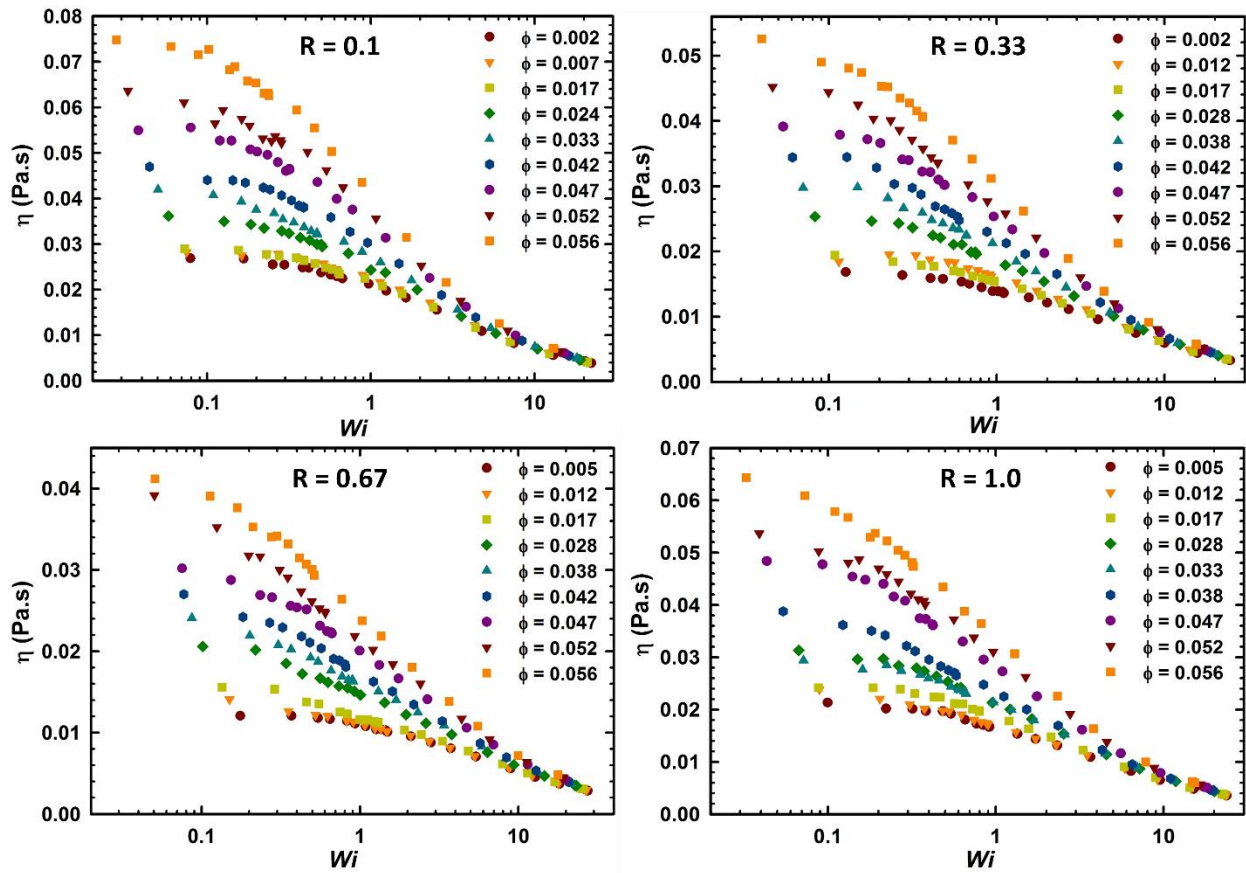 R = 0.1
η (Pa.s)
0.08
0.07
0.06
0.05
0.04
0.03
0.02
0.01
0.00
ϕ = 0.002
ϕ = 0.007
ϕ = 0.017
ϕ = 0.024
ϕ = 0.033
ϕ = 0.042
ϕ = 0.047
ϕ = 0.052
ϕ = 0.056
0.1 1 10
Wi
R = 0.33
η (Pa.s)
0.05
0.04
0.03
0.02
0.01
0.00
ϕ = 0.002
ϕ = 0.012
ϕ = 0.017
ϕ = 0.028
ϕ = 0.038
ϕ = 0.042
ϕ = 0.047
ϕ = 0.052
ϕ = 0.056
0.1 1 10
Wi
R = 0.67
η (Pa.s)
0.04
0.03
0.02
0.01
0.00
ϕ = 0.005
ϕ = 0.012
ϕ = 0.017
ϕ = 0.028
ϕ = 0.038
ϕ = 0.042
ϕ = 0.047
ϕ = 0.052
ϕ = 0.056
0.1 1 10
Wi
R = 1.0
η (Pa.s)
0.07
0.06
0.05
0.04
0.03
0.02
0.01
0.00
ϕ = 0.005
ϕ = 0.012
ϕ = 0.017
ϕ = 0.028
ϕ = 0.033
ϕ = 0.038
ϕ = 0.047
ϕ = 0.052
ϕ = 0.056
0.1 1 10
Wi